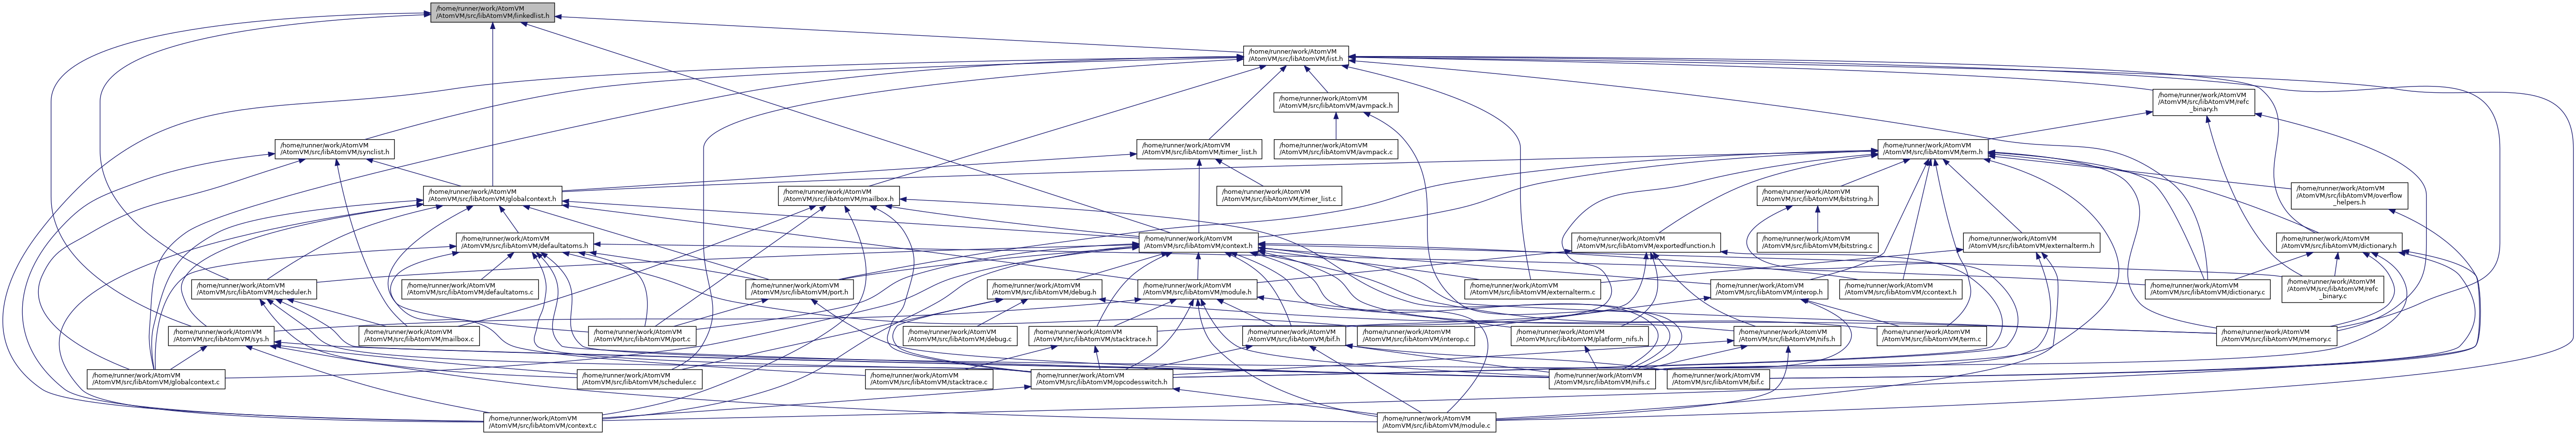 /home/runner/work/AtomVM
/AtomVM/src/libAtomVM/linkedlist.h
/home/runner/work/AtomVM
/AtomVM/src/libAtomVM/list.h
/home/runner/work/AtomVM
/AtomVM/src/libAtomVM/avmpack.h
/home/runner/work/AtomVM
/AtomVM/src/libAtomVM/refc
_binary.h
/home/runner/work/AtomVM
/AtomVM/src/libAtomVM/synclist.h
/home/runner/work/AtomVM
/AtomVM/src/libAtomVM/timer_list.h
/home/runner/work/AtomVM
/AtomVM/src/libAtomVM/avmpack.c
/home/runner/work/AtomVM
/AtomVM/src/libAtomVM/term.h
/home/runner/work/AtomVM
/AtomVM/src/libAtomVM/globalcontext.h
/home/runner/work/AtomVM
/AtomVM/src/libAtomVM/mailbox.h
/home/runner/work/AtomVM
/AtomVM/src/libAtomVM/timer_list.c
/home/runner/work/AtomVM
/AtomVM/src/libAtomVM/bitstring.h
/home/runner/work/AtomVM
/AtomVM/src/libAtomVM/overflow
_helpers.h
/home/runner/work/AtomVM
/AtomVM/src/libAtomVM/defaultatoms.h
/home/runner/work/AtomVM
/AtomVM/src/libAtomVM/context.h
/home/runner/work/AtomVM
/AtomVM/src/libAtomVM/exportedfunction.h
/home/runner/work/AtomVM
/AtomVM/src/libAtomVM/bitstring.c
/home/runner/work/AtomVM
/AtomVM/src/libAtomVM/externalterm.h
/home/runner/work/AtomVM
/AtomVM/src/libAtomVM/dictionary.h
/home/runner/work/AtomVM
/AtomVM/src/libAtomVM/scheduler.h
/home/runner/work/AtomVM
/AtomVM/src/libAtomVM/defaultatoms.c
/home/runner/work/AtomVM
/AtomVM/src/libAtomVM/port.h
/home/runner/work/AtomVM
/AtomVM/src/libAtomVM/debug.h
/home/runner/work/AtomVM
/AtomVM/src/libAtomVM/module.h
/home/runner/work/AtomVM
/AtomVM/src/libAtomVM/externalterm.c
/home/runner/work/AtomVM
/AtomVM/src/libAtomVM/interop.h
/home/runner/work/AtomVM
/AtomVM/src/libAtomVM/ccontext.h
/home/runner/work/AtomVM
/AtomVM/src/libAtomVM/dictionary.c
/home/runner/work/AtomVM
/AtomVM/src/libAtomVM/refc
_binary.c
/home/runner/work/AtomVM
/AtomVM/src/libAtomVM/sys.h
/home/runner/work/AtomVM
/AtomVM/src/libAtomVM/mailbox.c
/home/runner/work/AtomVM
/AtomVM/src/libAtomVM/port.c
/home/runner/work/AtomVM
/AtomVM/src/libAtomVM/debug.c
/home/runner/work/AtomVM
/AtomVM/src/libAtomVM/stacktrace.h
/home/runner/work/AtomVM
/AtomVM/src/libAtomVM/bif.h
/home/runner/work/AtomVM
/AtomVM/src/libAtomVM/interop.c
/home/runner/work/AtomVM
/AtomVM/src/libAtomVM/platform_nifs.h
/home/runner/work/AtomVM
/AtomVM/src/libAtomVM/nifs.h
/home/runner/work/AtomVM
/AtomVM/src/libAtomVM/term.c
/home/runner/work/AtomVM
/AtomVM/src/libAtomVM/memory.c
/home/runner/work/AtomVM
/AtomVM/src/libAtomVM/globalcontext.c
/home/runner/work/AtomVM
/AtomVM/src/libAtomVM/scheduler.c
/home/runner/work/AtomVM
/AtomVM/src/libAtomVM/stacktrace.c
/home/runner/work/AtomVM
/AtomVM/src/libAtomVM/opcodesswitch.h
/home/runner/work/AtomVM
/AtomVM/src/libAtomVM/nifs.c
/home/runner/work/AtomVM
/AtomVM/src/libAtomVM/bif.c
/home/runner/work/AtomVM
/AtomVM/src/libAtomVM/context.c
/home/runner/work/AtomVM
/AtomVM/src/libAtomVM/module.c